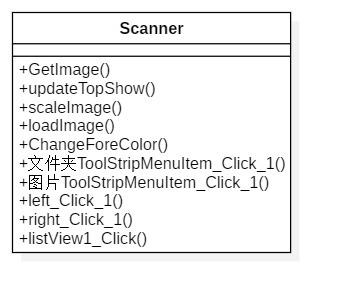 Scanner
+GetImage()
+updateTopShow()
+scaleImage()
+loadImage()
+ChangeForeColor()
+文件夹ToolStripMenuItem_Click_1()
+图片ToolStripMenuItem_Click_1()
+left_Click_1()
+right_Click_1()
+listView1_Click()